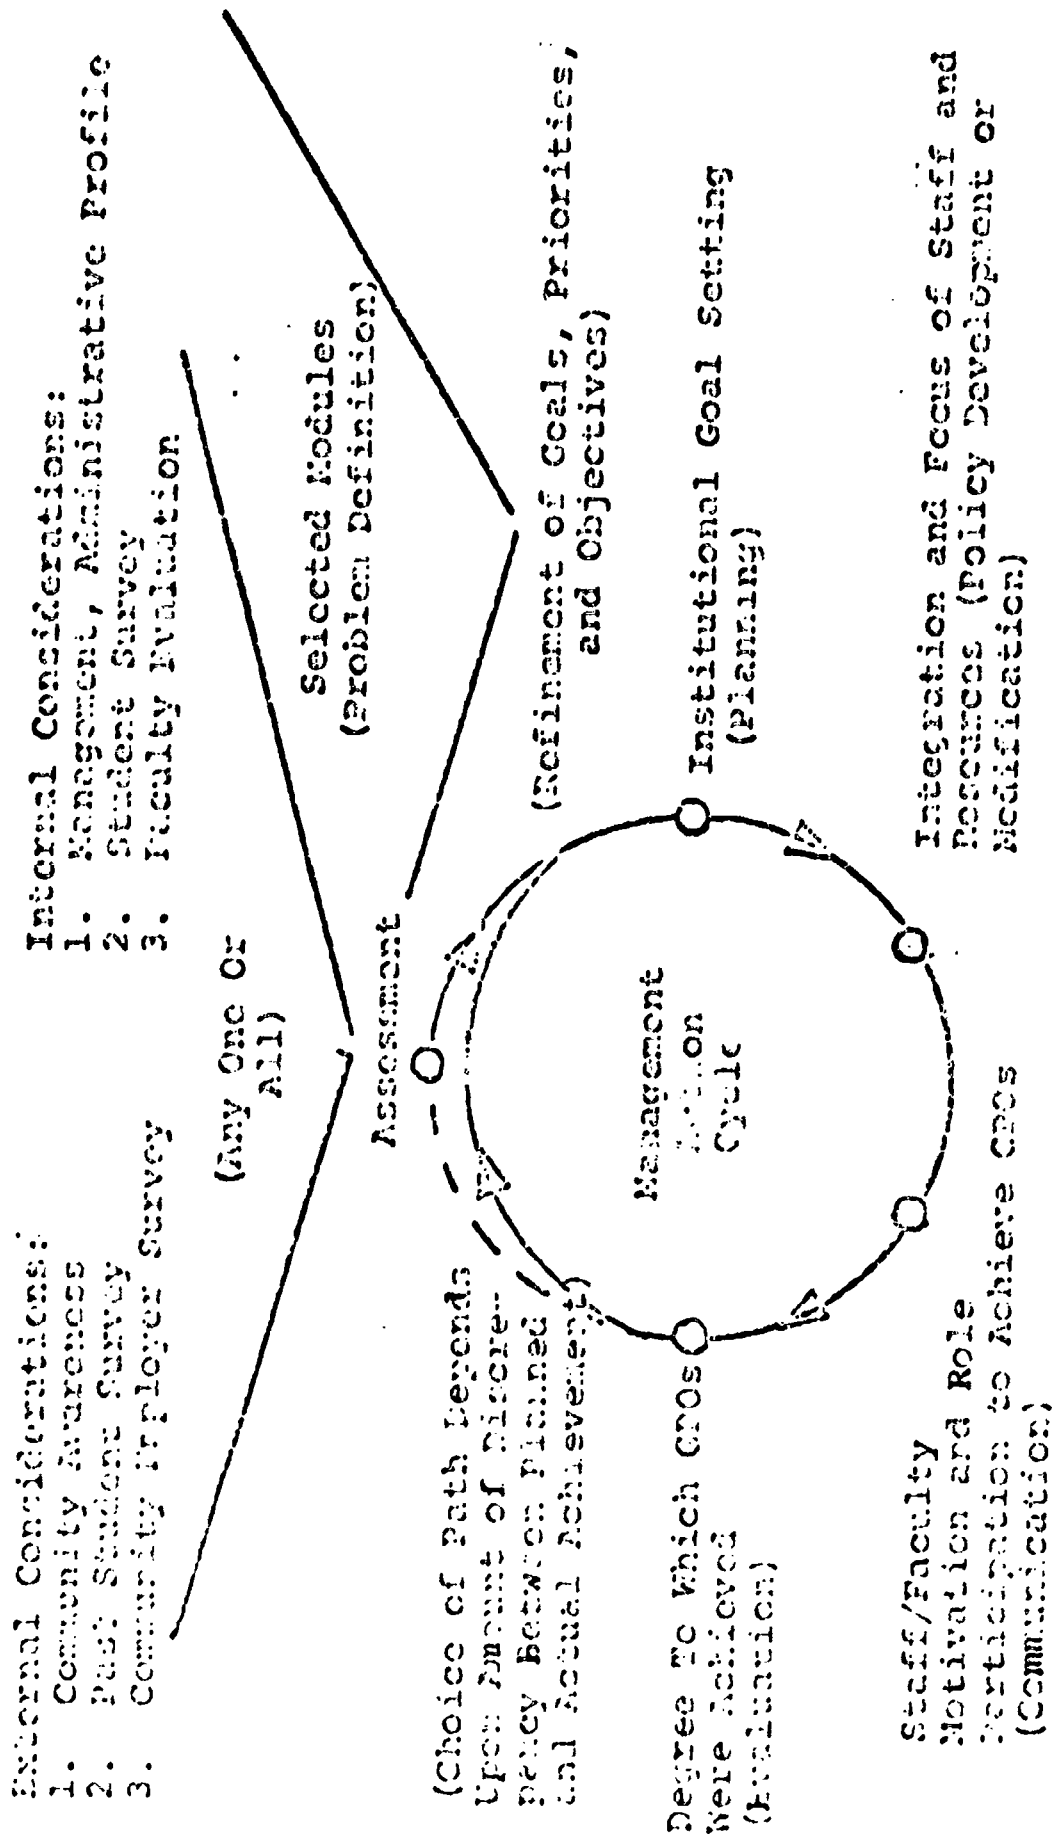 External Considerations:
1. Community Awareness
2. Past Student Survey
3. Community Employer Survey
Internal Considerations:
1. Management, Administrative Profile
2. Student Survey
3. Faculty Evaluation
(Any One Or
All)
Selected Modules
(Problem Definition)
Assessment
(Choice of Path Depends
Upon Amount of Discre-
pancy Between Planned
and Actual Achievement)
(Refinement of Goals, Priorities,
and Objectives)
Management
Action
Cycle
Degree To Which GPOs
Were Achieved
(Evaluation)
Institutional Goal Setting
(Planning)
Staff/Faculty
Motivation and Role
Participation to Achieve GPOs
(Communication)
Integration and Focus of Staff and
Resources (Policy Development or
Modification)